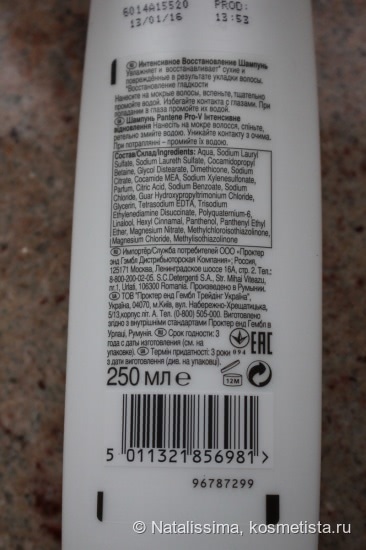 6014A15520 PROD:
13/01/16 13:53
Интенсивное Восстановление Шампунь
Увлажняет и восстанавливает* сухие и
повреждённые в результате укладки волосы.
*Восстановление гладкости
Нанесите на мокрые волосы, вспеньте, тщательно
промойте водой. Избегайте контакта с глазами. При
попадании в глаза промойте их водой.
Шампунь Pantene Pro-V Інтенсивне
відновлення Нанесіть на мокре волосся, спініть,
ретельно змийте водою. Уникайте контакту з очима.
При потраплянні – промийте їх водою.
Состав/Склад/Ingredients: Aqua, Sodium Lauryl
Sulfate, Sodium Laureth Sulfate, Cocamidopropyl
Betaine, Glycol Distearate, Dimethicone, Sodium
Citrate, Cocamide MEA, Sodium Xylenesulfonate,
Parfum, Citric Acid, Sodium Benzoate, Sodium
Chloride, Guar Hydroxypropyltrimonium Chloride,
Glycerin, Tetrasodium EDTA, Trisodium
Ethylenediamine Disuccinate, Polyquaternium-6,
Linalool, Hexyl Cinnamal, Panthenol, Panthenyl Ethyl
Ether, Magnesium Nitrate, Methylchloroisothiazolinone,
Magnesium Chloride, Methylisothiazolinone
Импортёр/Служба потребителей ООО «Проктер
энд Гэмбл Дистрибьюторская Компания», Россия,
125171 Москва, Ленинградское шоссе 16А, стр. 2. Тел.:
8-800-200-02-05. S.C.Detergenti S.A., Str. Mihai Viteazu,
nr.1, Urlati, 106300 Romania. Произведено в Румынии.
ТОВ "Проктер енд Гембл Трейдінг Україна",
Україна, 04070, м.Київ, вул. Набережно-Хрещатицька,
5/13,корпус літ. А. Тел. (0-800) 505-000. Виготовлено
згідно з внутрішніми стандартами Проктер енд Гембл в
Урлаці, Румунії. Срок годности: 3
года с даты изготовления (см. на
упаковке). Термін придатності: 3 роки
з дати виготовлення (див. на упаковці).
094
EAC
250 МЛ e
12M
5 011321 856981 >
96787299
© Natalissima, kosmetista.ru